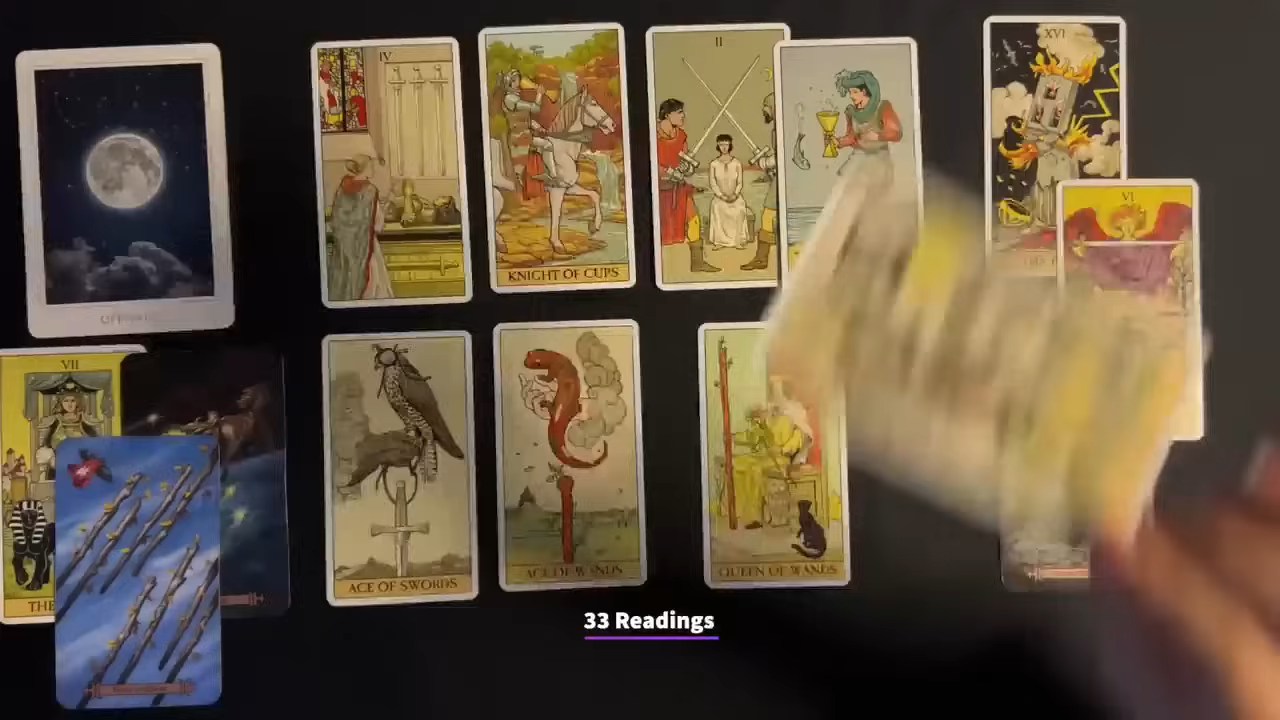 IV
KNIGHT OF CUPS
II
XVI
VI
VII
THE
ACE OF SWORDS
ACE OF WANDS
QUEEN OF WANDS
33 Readings